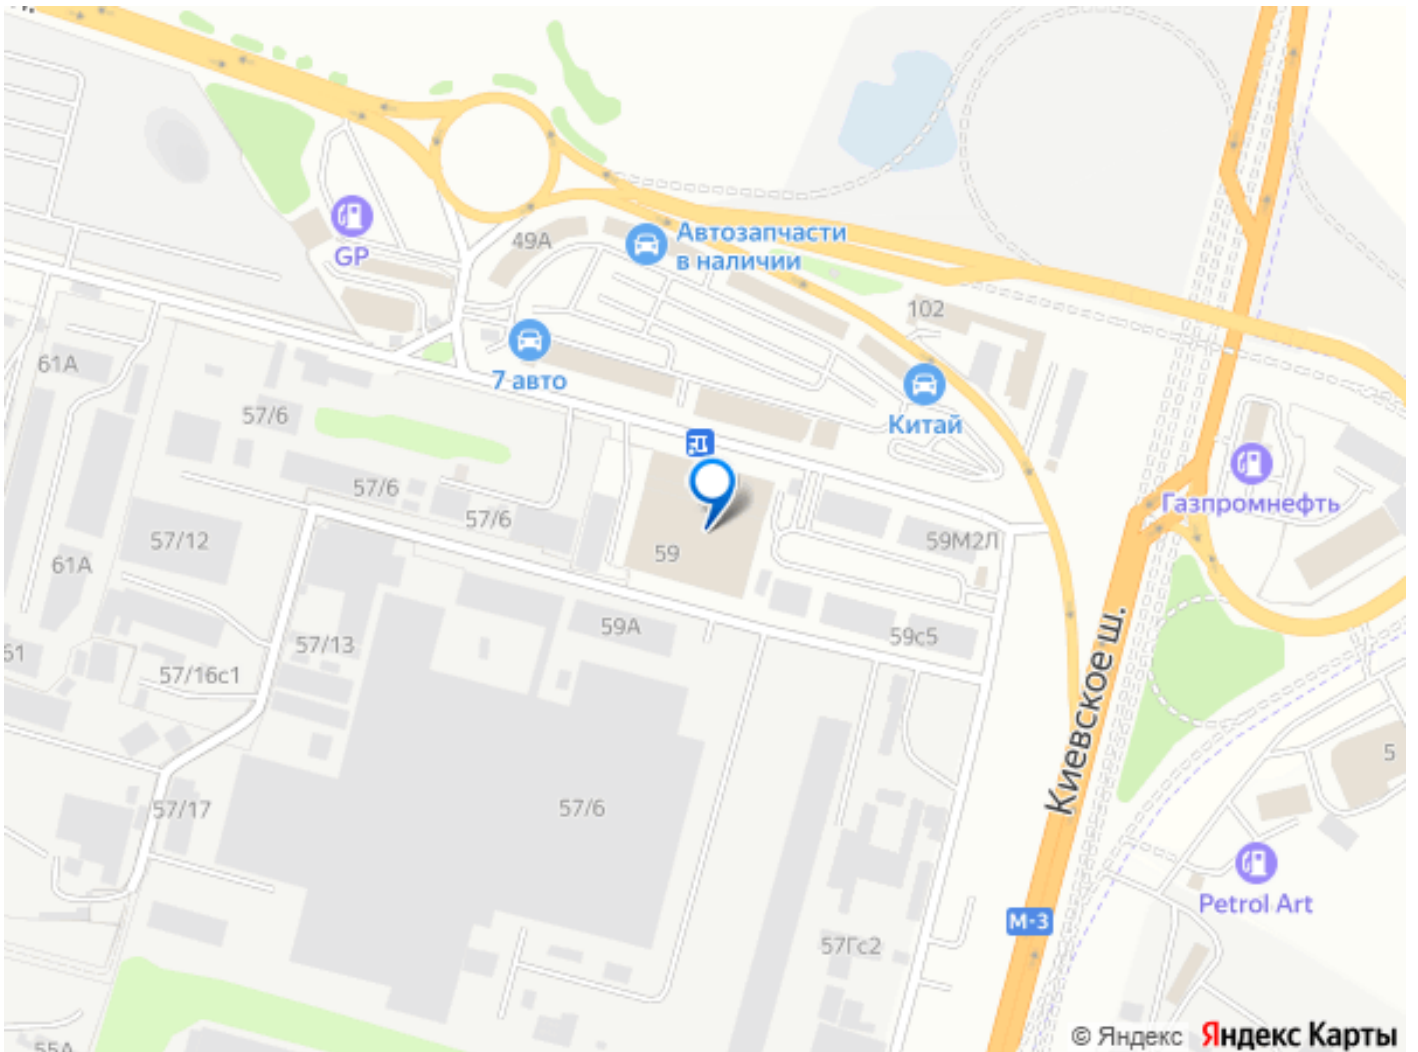 GP
49А
Автозапчасти
в наличии
102
61А
7 авто
57/6
Китай
57/6
Газпромнефть
57/6
57/12
59
59М2Л
61А
59А
59с5
57/13
61
57/16с1
Киевское ш.
5
57/17
57/6
Petrol Art
М-3
57Гс2
55А
© Яндекс
Яндекс Карты